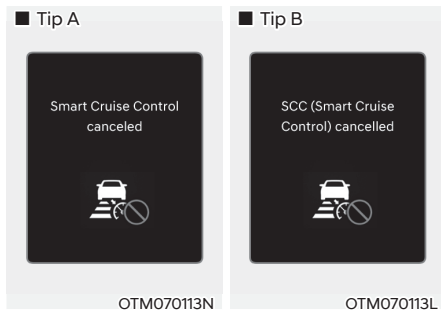 ■ Tip A
Smart Cruise Control
canceled
OTM070113N
■ Tip B
SCC (Smart Cruise
Control) cancelled
OTM070113L